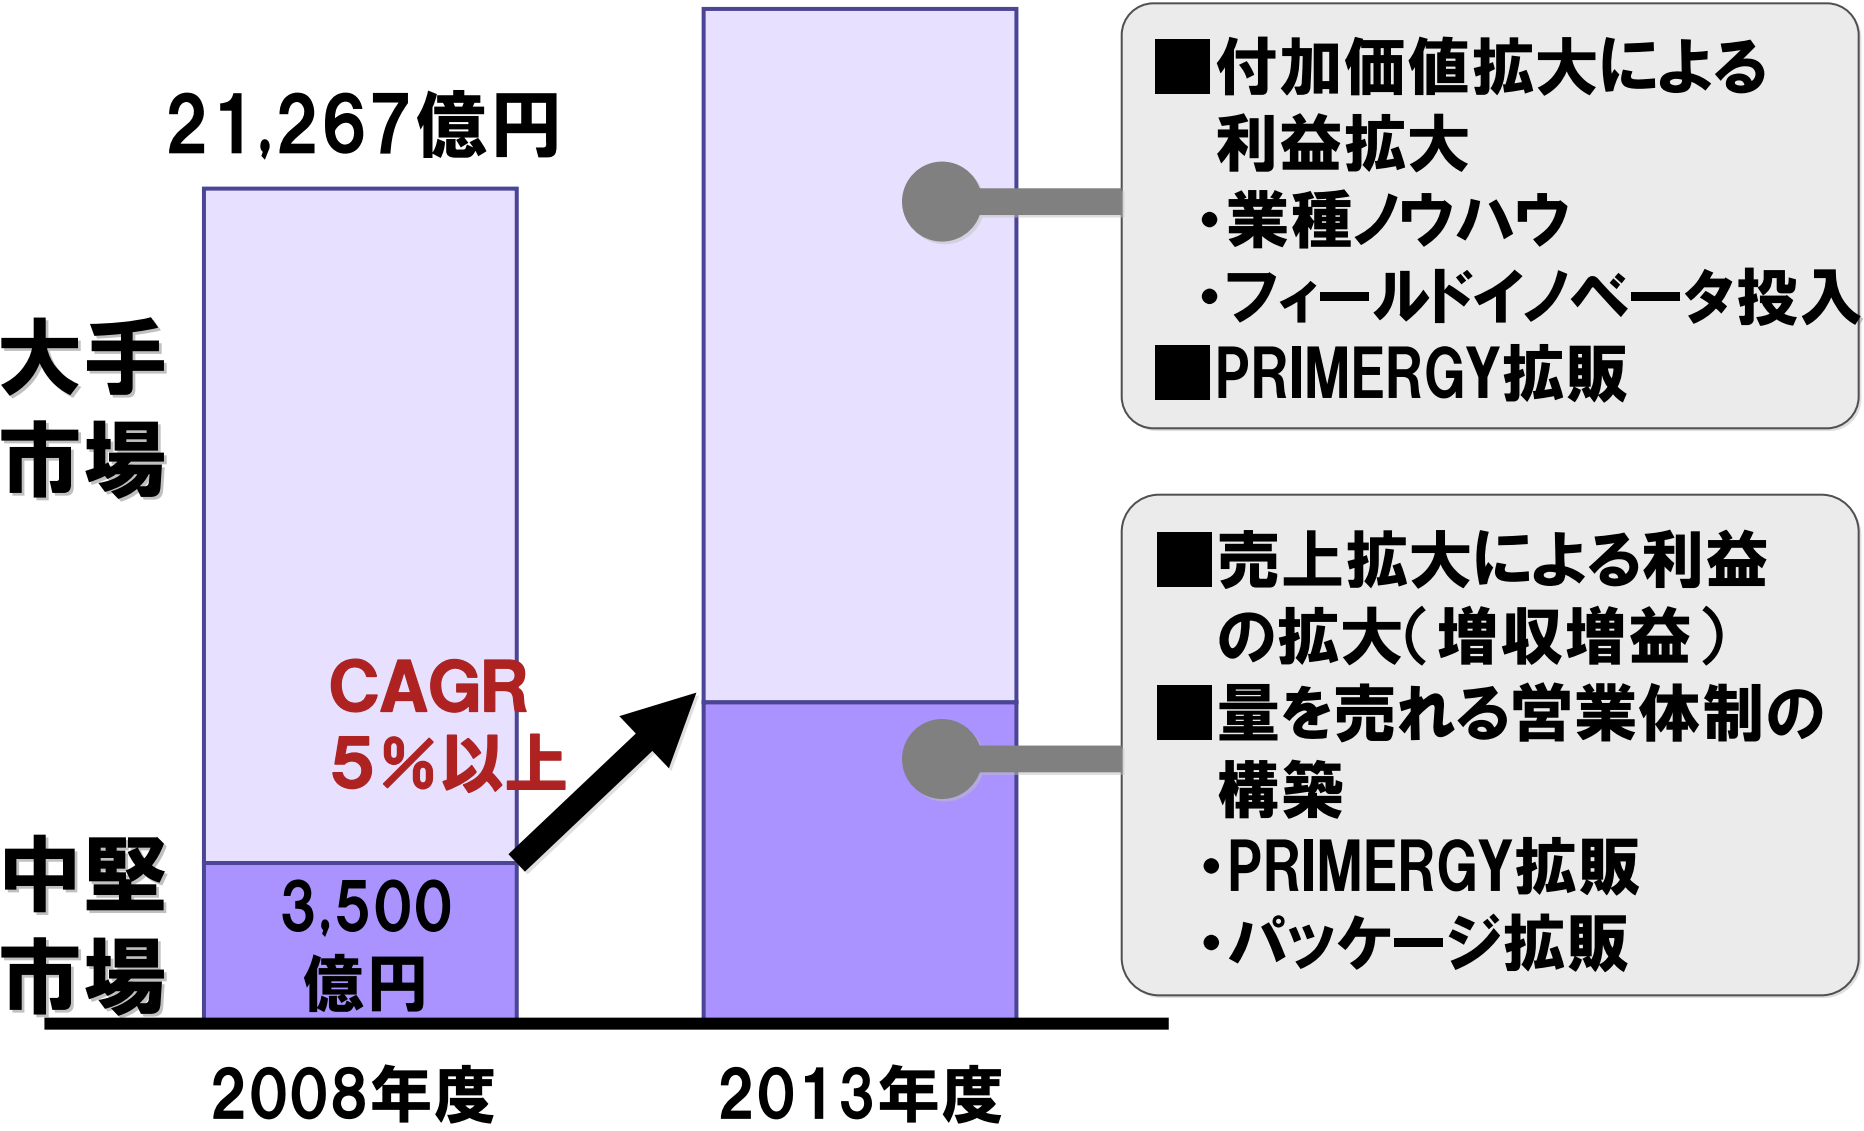 21,267億円
大手
市場
CAGR
5%以上
中堅
市場
3,500
億円
2008年度
2013年度
■付加価値拡大による
利益拡大
・業種ノウハウ
・フィールドイノベータ投入
■PRIMERGY拡販
■売上拡大による利益
の拡大(増収増益)
■量を売れる営業体制の
構築
・PRIMERGY拡販
・パッケージ拡販